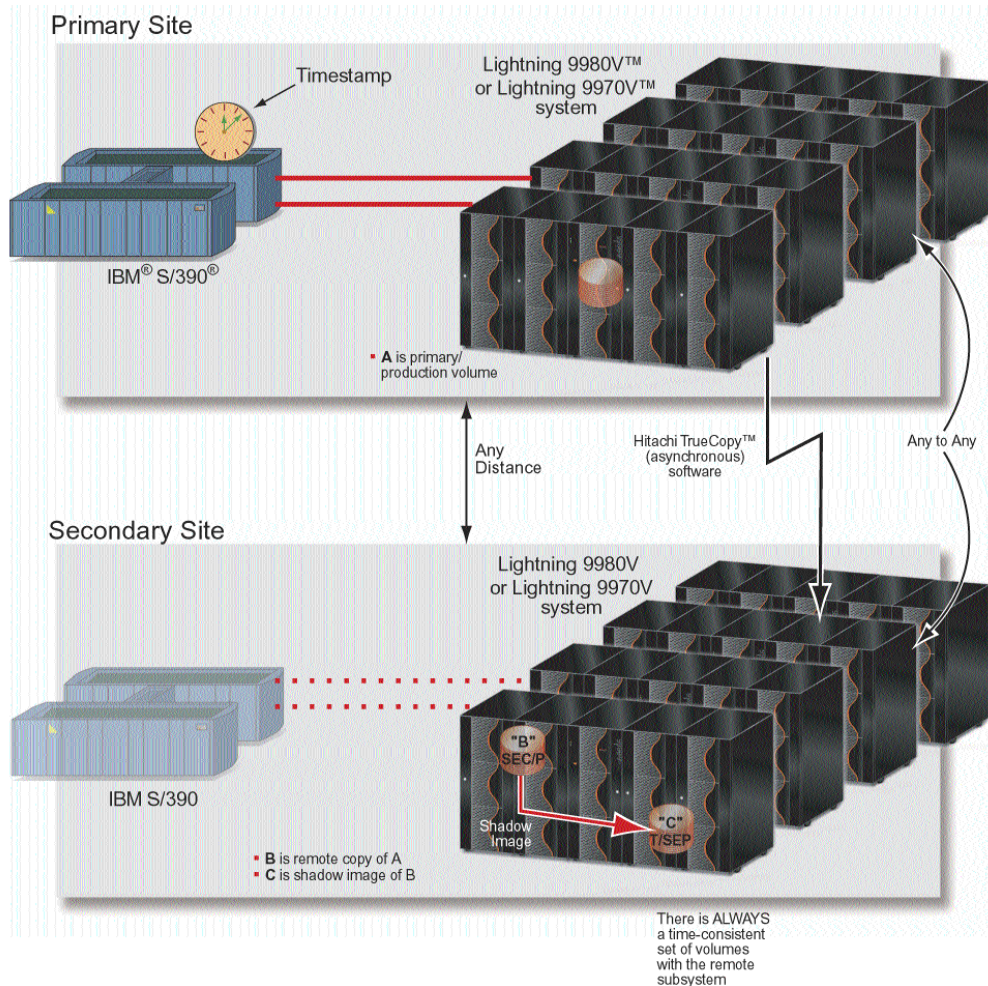 Primary Site
Timestamp
Lightning 9980V™
or Lightning 9970V™
system
IBM® S/390®
▪ A is primary/
production volume
Any
Distance
Hitachi TrueCopy™
(asynchronous)
software
Any to Any
Secondary Site
Lightning 9980V
or Lightning 9970V
system
IBM S/390
"B"
SEC/P
Shadow
Image
"C"
T/SEP
▪ B is remote copy of A
▪ C is shadow image of B
There is ALWAYS
a time-consistent
set of volumes
with the remote
subsystem